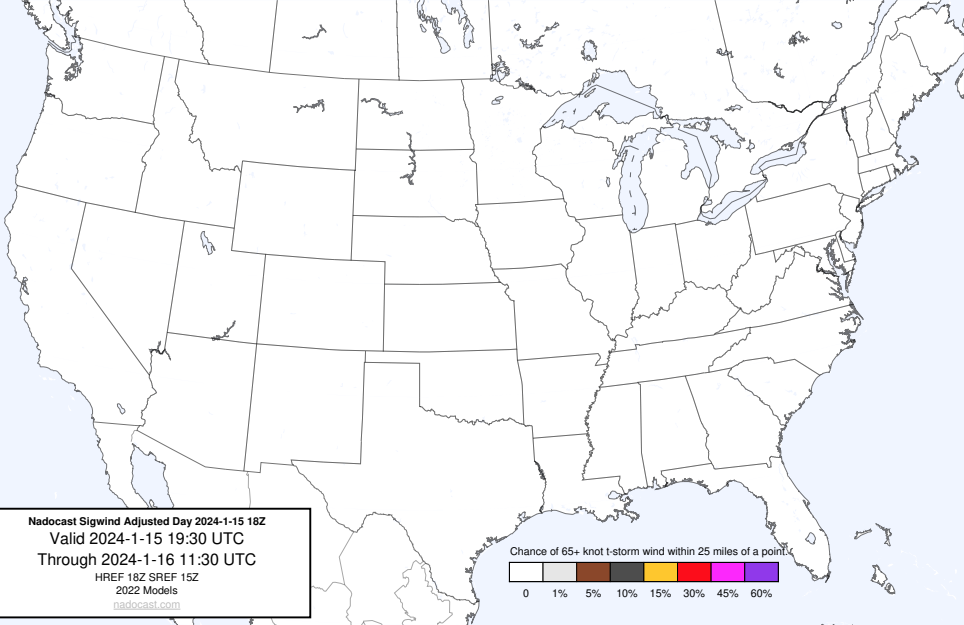 Nadocast Sigwind Adjusted Day 2024-1-15 18Z
Valid 2024-1-15 19:30 UTC
Through 2024-1-16 11:30 UTC
HREF 18Z SREF 15Z
2022 Models
nadocast.com
Chance of 65+ knot t-storm wind within 25 miles of a point.
0 1% 5% 10% 15% 30% 45% 60%